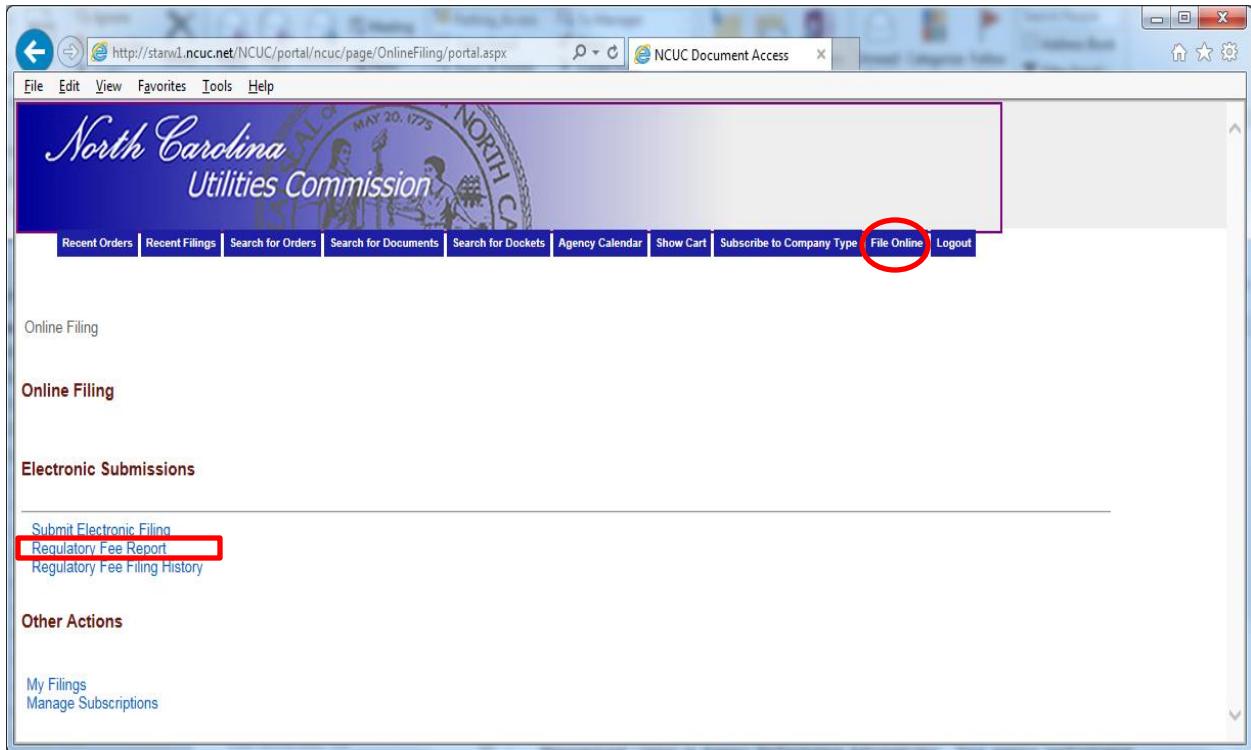 http://starw1.ncuc.net/NCUC/portal/ncuc/page/OnlineFiling/portal.aspx
NCUC Document Access
File Edit View Favorites Tools Help
North Carolina
Utilities Commission
MAY 20, 1775
NORTH CA
Recent Orders Recent Filings Search for Orders Search for Documents Search for Dockets Agency Calendar Show Cart Subscribe to Company Type File Online Logout
Online Filing
Online Filing
Electronic Submissions
Submit Electronic Filing
Regulatory Fee Report
Regulatory Fee Filing History
Other Actions
My Filings
Manage Subscriptions